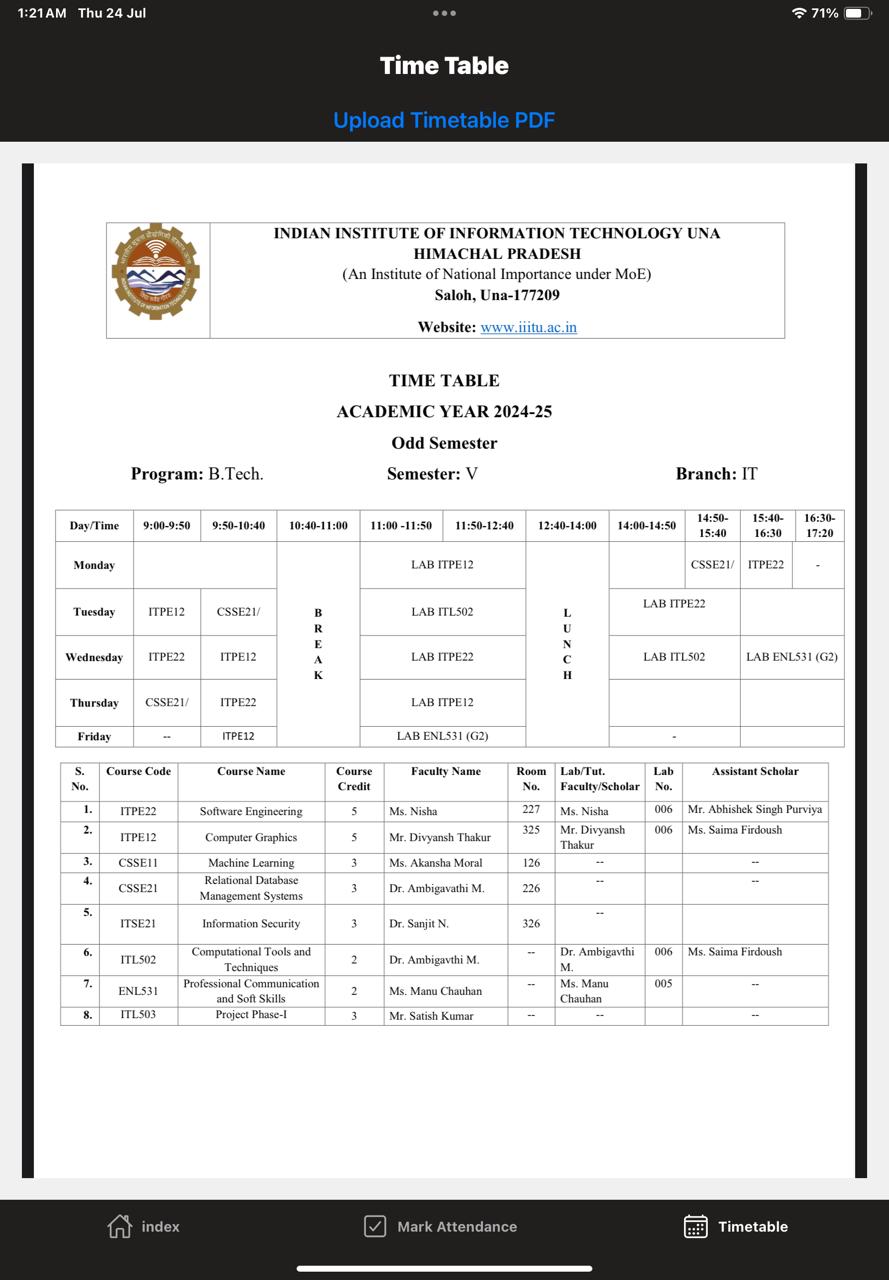 1:21AM Thu 24 Jul
71%
Time Table
Upload Timetable PDF
INDIAN INSTITUTE OF INFORMATION TECHNOLOGY UNA
HIMACHAL PRADESH
(An Institute of National Importance under MoE)
Saloh, Una-177209
Website: www.iiitu.ac.in
TIME TABLE
ACADEMIC YEAR 2024-25
Odd Semester
Program: B.Tech. Semester: V Branch: IT
Day/Time 9:00-9:50 9:50-10:40 10:40-11:00 11:00 -11:50 11:50-12:40 12:40-14:00 14:00-14:50 14:50-15:40 15:40-16:30 16:30-17:20
Monday LAB ITPE12 CSSE21/ ITPE22 -
Tuesday ITPE12 CSSE21/ LAB ITL502 LAB ITPE22
Wednesday ITPE22 ITPE12 LAB ITPE22 LAB ITL502 LAB ENL531 (G2)
Thursday CSSE21/ ITPE22 LAB ITPE12
Friday -- ITPE12 LAB ENL531 (G2) -
B
R
E
A
K
L
U
N
C
H
S. No. Course Code Course Name Course Credit Faculty Name Room No. Lab/Tut. Faculty/Scholar Lab No. Assistant Scholar
1. ITPE22 Software Engineering 5 Ms. Nisha 227 Ms. Nisha 006 Mr. Abhishek Singh Purviya
2. ITPE12 Computer Graphics 5 Mr. Divyansh Thakur 325 Mr. Divyansh Thakur 006 Ms. Saima Firdoush
3. CSSE11 Machine Learning 3 Ms. Akansha Moral 126 -- --
4. CSSE21 Relational Database Management Systems 3 Dr. Ambigavathi M. 226 -- --
5. ITSE21 Information Security 3 Dr. Sanjit N. 326 --
6. ITL502 Computational Tools and Techniques 2 Dr. Ambigavthi M. -- Dr. Ambigavthi M. 006 Ms. Saima Firdoush
7. ENL531 Professional Communication and Soft Skills 2 Ms. Manu Chauhan -- Ms. Manu Chauhan 005 --
8. ITL503 Project Phase-I 3 Mr. Satish Kumar -- -- --
index
Mark Attendance
Timetable